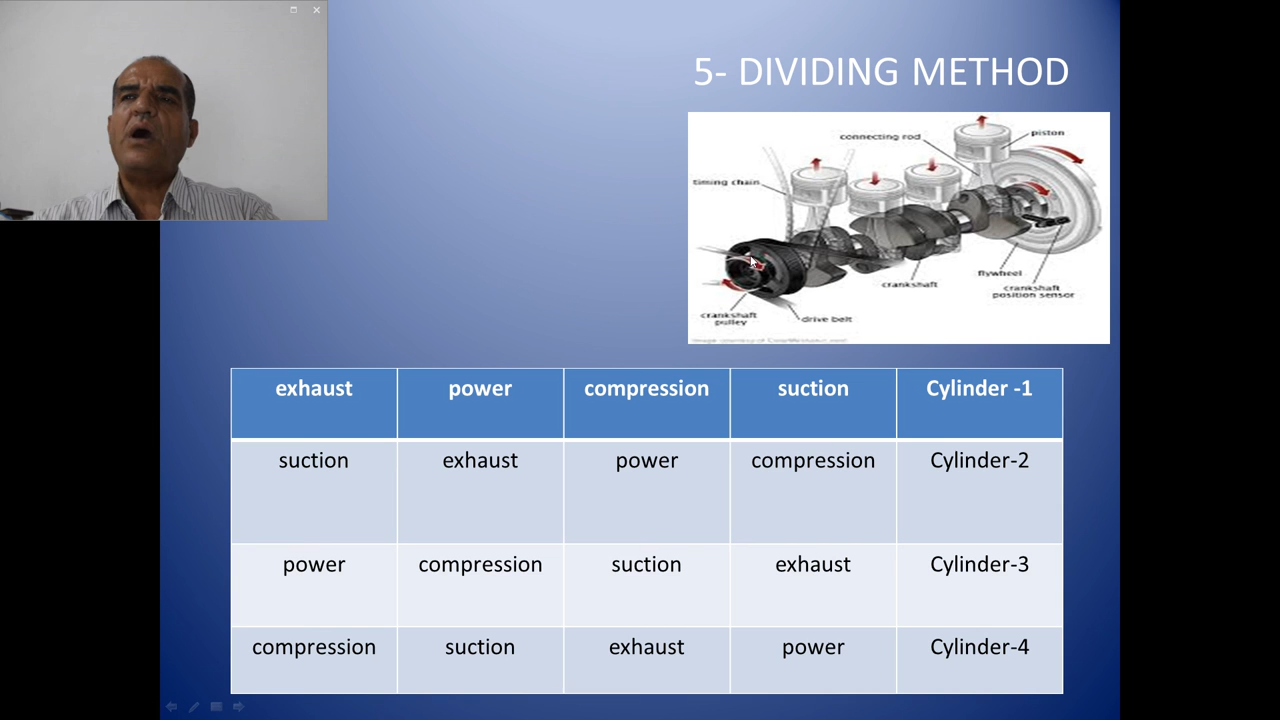 5- DIVIDING METHOD
connecting rod
piston
timing chain
flywheel
crankshaft
crankshaft
position sensor
crankshaft
pulley
drive belt
exhaust power compression suction Cylinder -1
suction exhaust power compression Cylinder-2
power compression suction exhaust Cylinder-3
compression suction exhaust power Cylinder-4